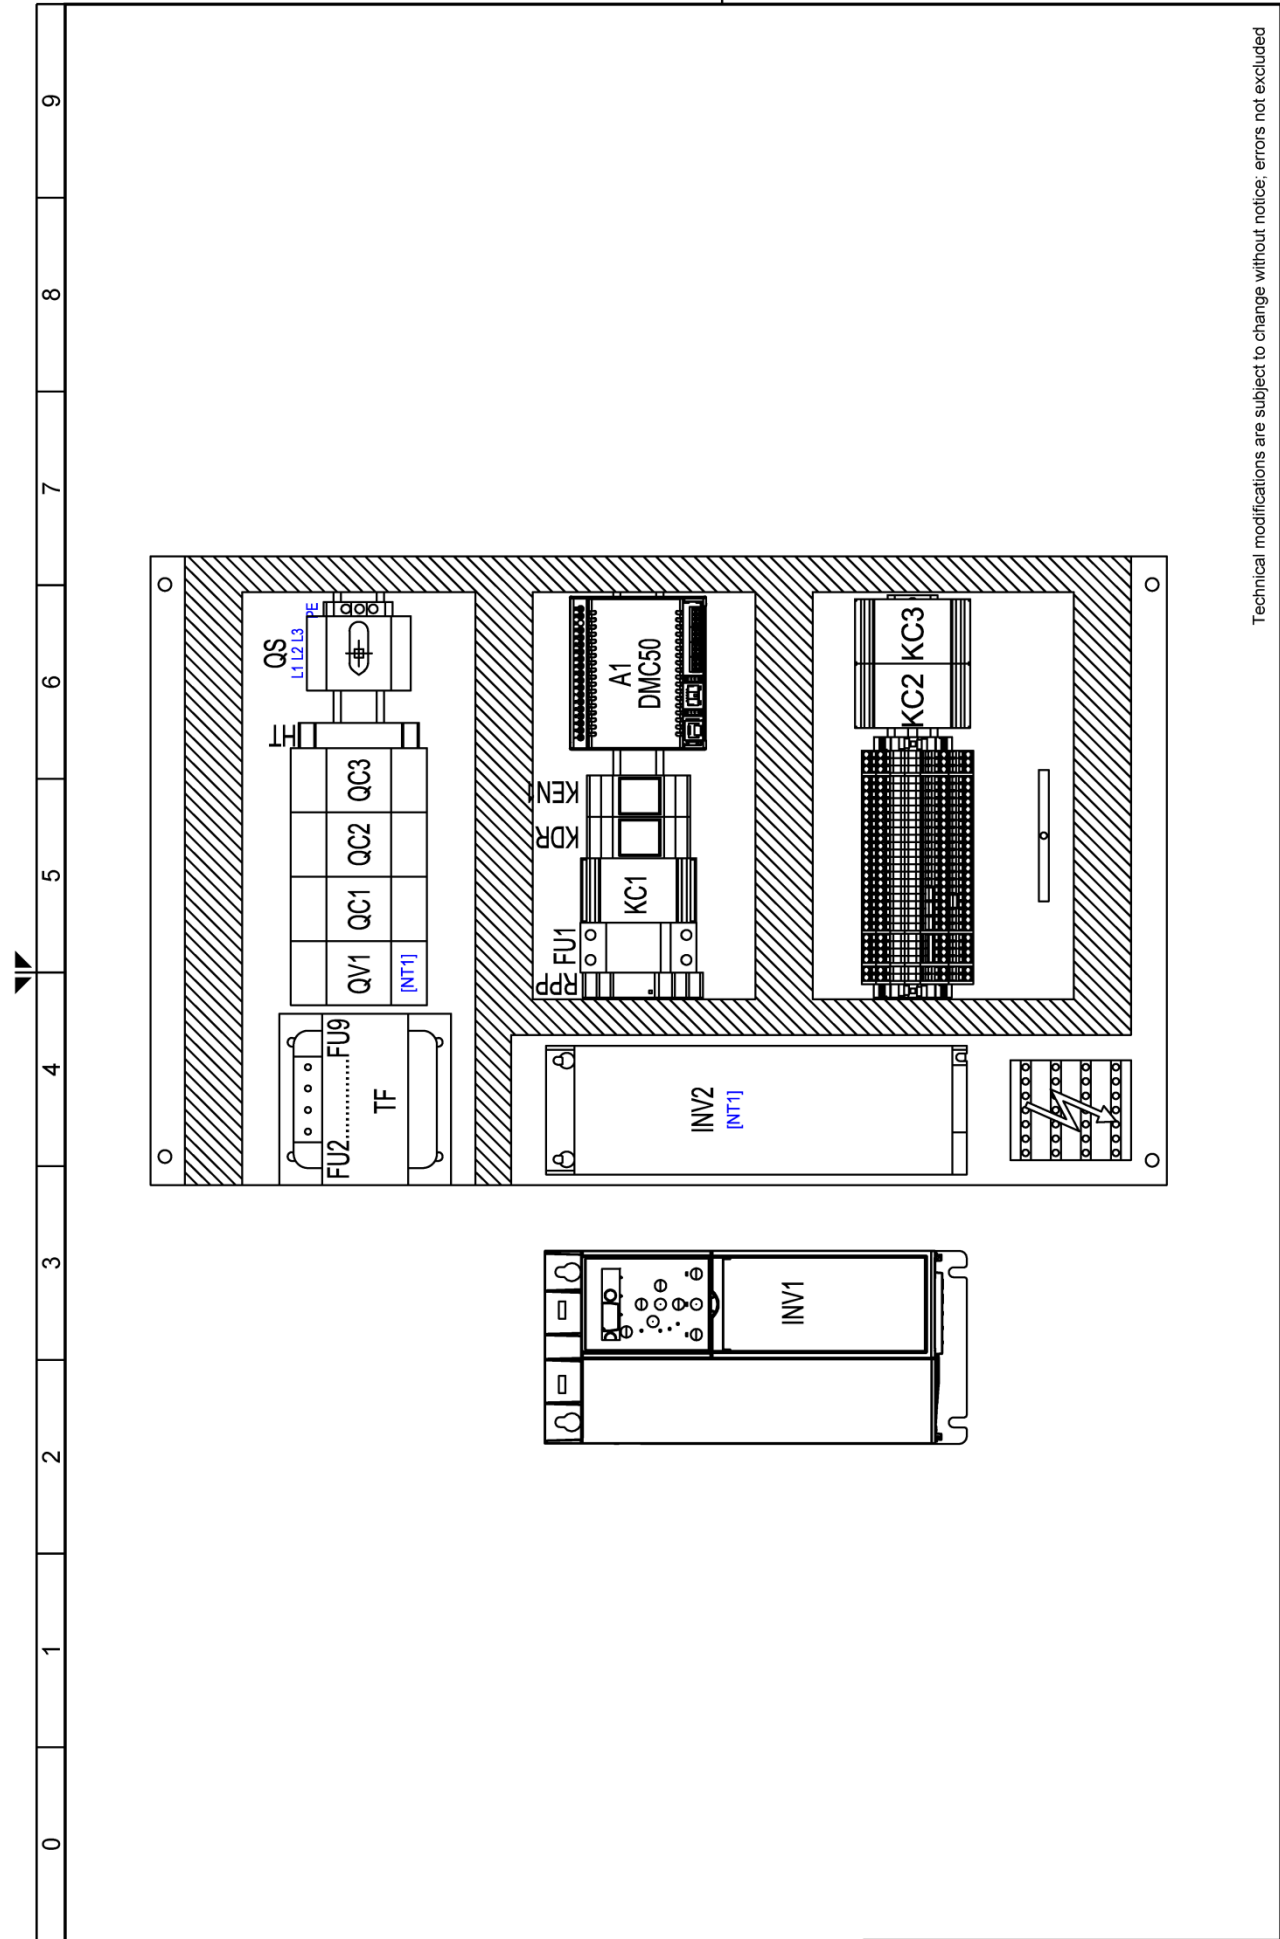 0 1 2 3 4 5 6 7 8 9
QS
L1 L2 L3
PE
FU2...............FU9
TF
QV1
[NT1]
QC1
QC2
QC3
RPP
FU1
KC1
KDR
A1
DMC50
INV1
INV2
[NT1]
KC2
KC3
Technical modifications are subject to change without notice; errors not excluded